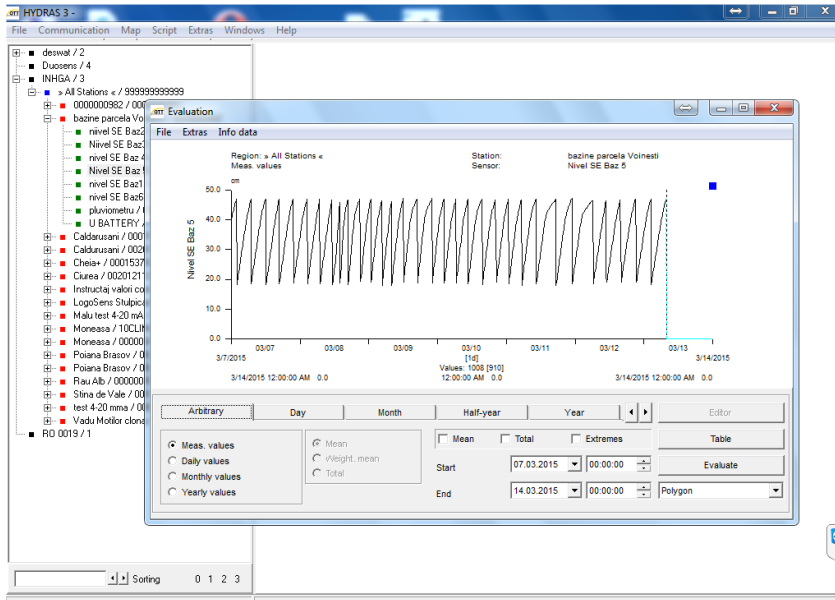 OTT HYDRAS 3 -
File Communication Map Script Extras Windows Help
deswat / 2
Duosens / 4
INHGA / 3
» All Stations « / 999999999999
0000000982 / 000
bazine parcela Vo
nivel SE Baz2
Niivel SE Baz3
nivel SE Baz 4
Nivel SE Baz 5
nivel SE Baz1
nivel SE Baz6
pluviometru /
U BATTERY
Caldarusani / 000
Caldurusani / 002
Cheia+ / 0001537
Ciurea / 00201217
Instructaj valori co
LogoSens Stulpica
Malu test 4-20 mA
Moneasa / 10CLIM
Moneasa / 00000
Poiana Brasov / 0
Poiana Brasov / 0
Rau Alb / 000000
Stina de Vale / 00
test 4-20 mma / 00
Vadu Motilor clona
RO 0019 / 1
Sorting 0 1 2 3
OTT Evaluation
File Extras Info data
Region: » All Stations « Station: bazine parcela Voinesti
Meas. values Sensor: Nivel SE Baz 5
cm
50.0
40.0
30.0
20.0
10.0
0.0
Nivel SE Baz 5
03/07 03/08 03/09 03/10 03/11 03/12 03/13
3/7/2015 [1d] 3/14/2015
Values: 1008 [910]
3/14/2015 12:00:00 AM 0.0 12:00:00 AM 0.0 3/14/2015 12:00:00 AM 0.0
Arbitrary Day Month Half-year Year Editor
Meas. values
Daily values
Monthly values
Yearly values
Mean
Weight. mean
Total
Mean Total Extremes Table
Start 07.03.2015 00:00:00 Evaluate
End 14.03.2015 00:00:00 Polygon